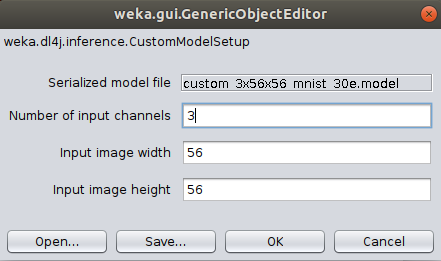 weka.gui.GenericObjectEditor
weka.dl4j.inference.CustomModelSetup
Serialized model file custom_3x56x56_mnist_30e.model
Number of input channels 3
Input image width 56
Input image height 56
Open... Save... OK Cancel